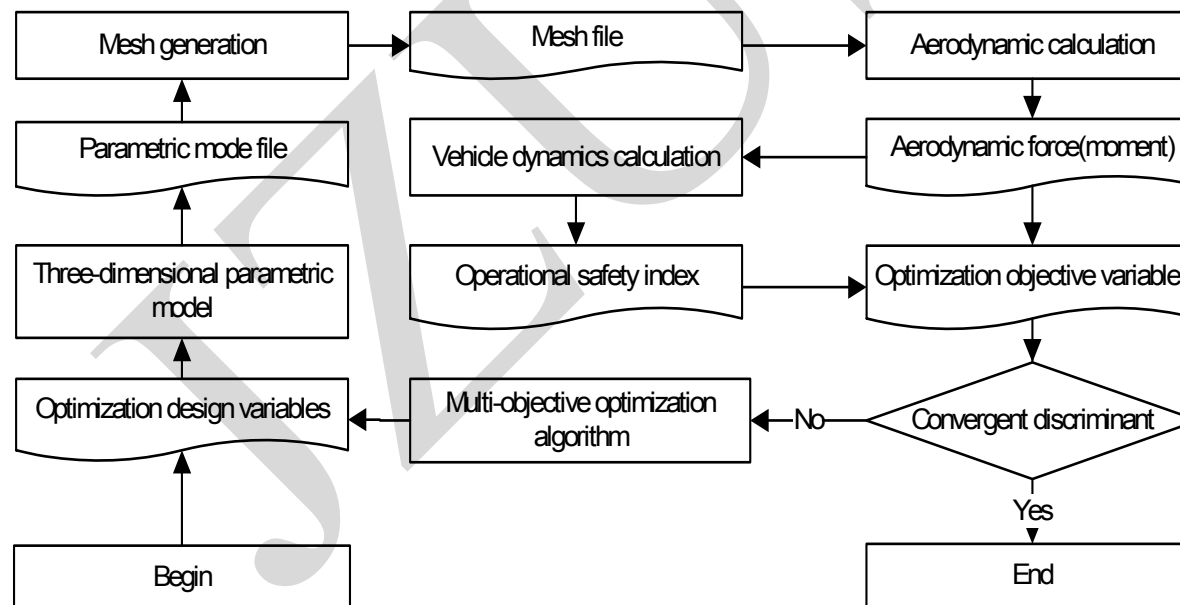 Mesh generation
Mesh file
Aerodynamic calculation
Parametric mode file
Vehicle dynamics calculation
Aerodynamic force(moment)
Three-dimensional parametric
model
Operational safety index
Optimization objective variable
Optimization design variables
Multi-objective optimization
algorithm
No
Convergent discriminant
Yes
Begin
End
JZU